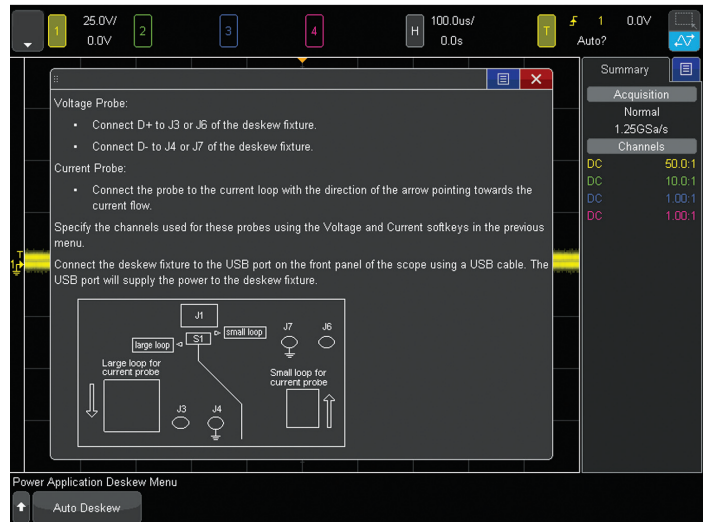 1 25.0V/ 0.0V 2 3 4 H 100.0us/ 0.0s T 1 0.0V Auto?
Summary
Acquisition
Normal
1.25GSa/s
Channels
DC 50.0:1
DC 10.0:1
DC 1.00:1
DC 1.00:1
Voltage Probe:
• Connect D+ to J3 or J6 of the deskew fixture.
• Connect D- to J4 or J7 of the deskew fixture.
Current Probe:
• Connect the probe to the current loop with the direction of the arrow pointing towards the
current flow.
Specify the channels used for these probes using the Voltage and Current softkeys in the previous
menu.
Connect the deskew fixture to the USB port on the front panel of the scope using a USB cable. The
USB port will supply the power to the deskew fixture.
J1
large loop S1 small loop
J7 J6
Large loop for
current probe
Small loop for
current probe
J3 J4
T
1
Power Application Deskew Menu
Auto Deskew